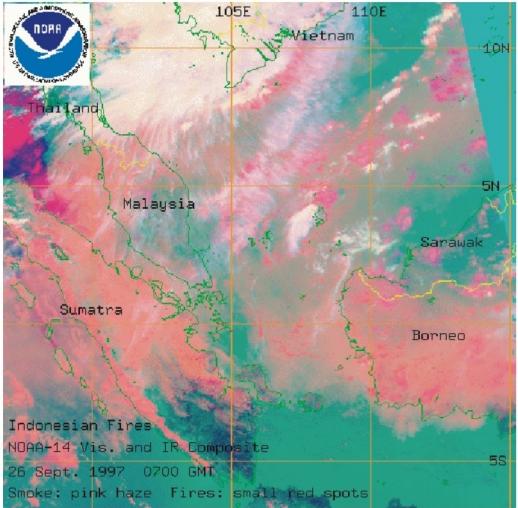 105E 110E
NOAA
Vietnam
10N
Thailand
5N
Malaysia
Sarawak
Sumatra
Borneo
Indonesian Fires
NOAA-14 Vis. and IR Composite
26 Sept. 1997 0700 GMT
5S
Smoke: pink haze Fires: small red spots